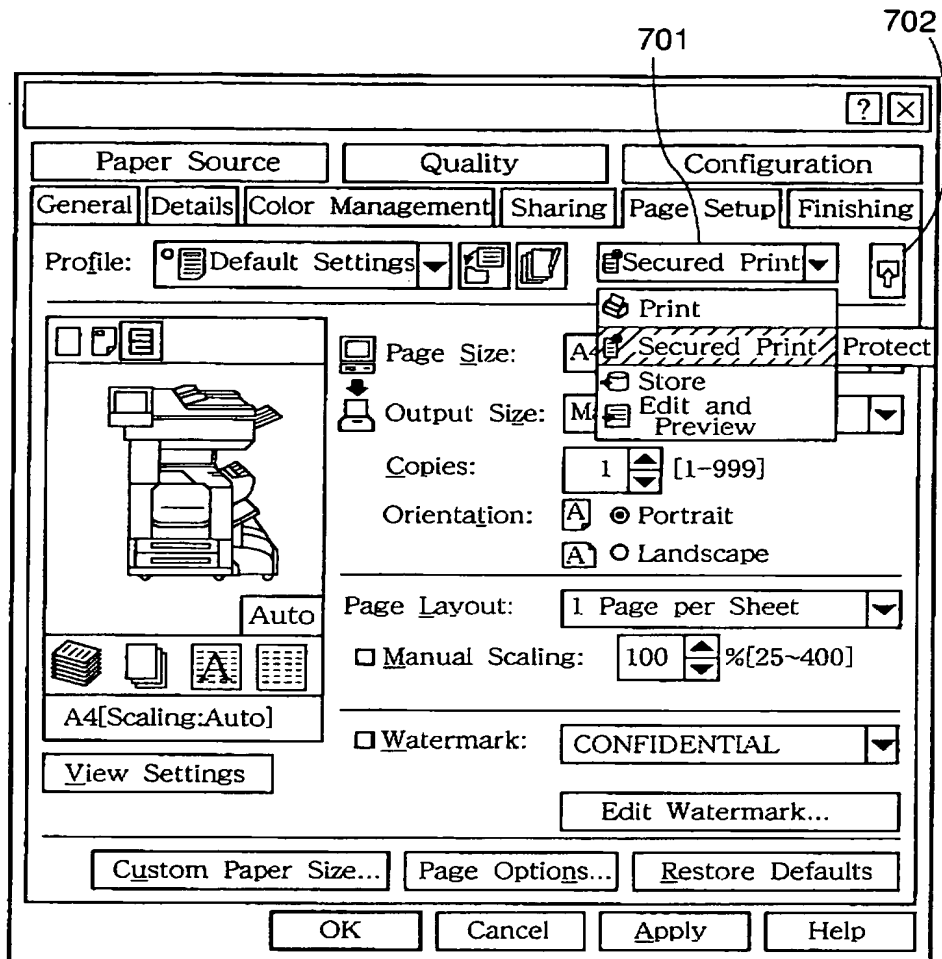 702
701
? ×
Paper Source Quality Configuration
General Details Color Management Sharing Page Setup Finishing
Profile: Default Settings Secured Print
Print
Page Size: A4 Secured Print Protect
Store
Output Size: Ma Edit and
Preview
Copies: 1 [1-999]
Orientation: A Portrait
A Landscape
Auto
Page Layout: 1 Page per Sheet
A
Manual Scaling: 100 %[25~400]
A4[Scaling:Auto]
Watermark: CONFIDENTIAL
View Settings
Edit Watermark...
Custom Paper Size... Page Options... Restore Defaults
OK Cancel Apply Help